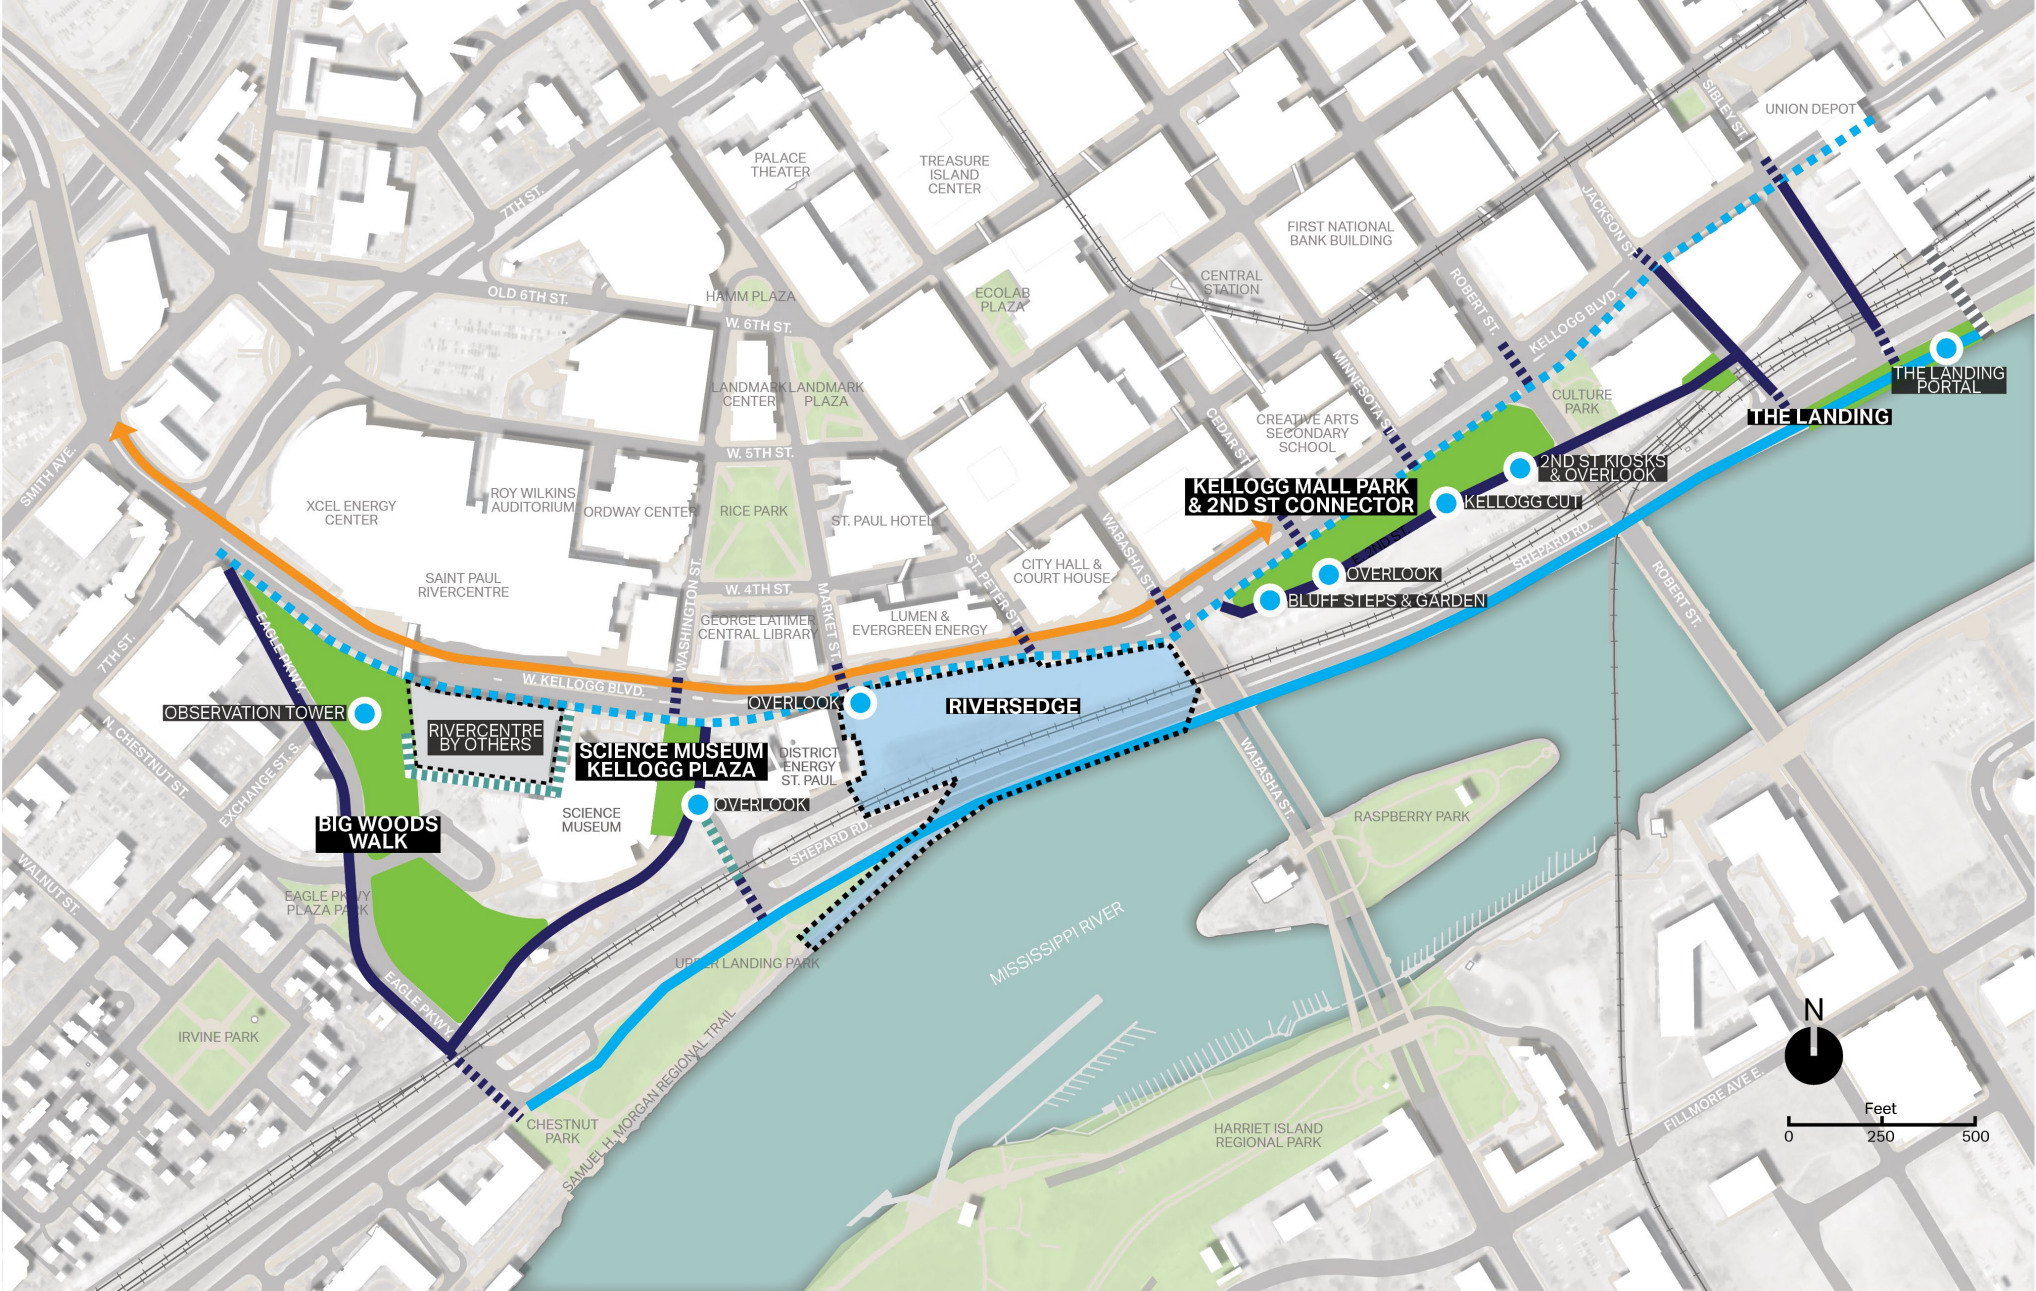 UNION DEPOT
SIBLEY ST.
PALACE
THEATER
TREASURE
ISLAND
CENTER
7TH ST.
JACKSON ST.
FIRST NATIONAL
BANK BUILDING
CENTRAL
STATION
HAMM PLAZA
OLD 6TH ST.
ECOLAB
PLAZA
ROBERT ST.
KELLOGG BLVD.
W. 6TH ST.
THE LANDING
PORTAL
LANDMARK
CENTER
LANDMARK
PLAZA
MINNESOTA ST.
CULTURE
PARK
THE LANDING
CEDAR ST.
CREATIVE ARTS
SECONDARY
SCHOOL
SMITH AVE.
W. 5TH ST.
2ND ST KIOSKS
& OVERLOOK
XCEL ENERGY
CENTER
ROY WILKINS
AUDITORIUM
ORDWAY CENTER
RICE PARK
ST. PAUL HOTEL
KELLOGG MALL PARK
& 2ND ST CONNECTOR
KELLOGG CUT
WABASHA ST.
E. 2ND ST.
SHEPARD RD.
SAINT PAUL
RIVERCENTRE
W. 4TH ST.
ST. PETER ST.
CITY HALL &
COURT HOUSE
OVERLOOK
BLUFF STEPS & GARDEN
ROBERT ST.
WASHINGTON ST.
MARKET ST.
GEORGE LATIMER
CENTRAL LIBRARY
LUMEN &
EVERGREEN ENERGY
EAGLE PKWY.
7TH ST.
W. KELLOGG BLVD.
OVERLOOK
RIVERSEDGE
OBSERVATION TOWER
RIVERCENTRE
BY OTHERS
SCIENCE MUSEUM
KELLOGG PLAZA
DISTRICT
ENERGY
ST. PAUL
N. CHESTNUT ST.
EXCHANGE ST. S.
WABASHA ST.
OVERLOOK
SCIENCE
MUSEUM
BIG WOODS
WALK
SHEPARD RD.
RASPBERRY PARK
WALNUT ST.
EAGLE PKWY
PLAZA PARK
MISSISSIPPI RIVER
UPPER LANDING PARK
EAGLE PKWY
IRVINE PARK
SAMUEL H. MORGAN REGIONAL TRAIL
N
CHESTNUT
PARK
HARRIET ISLAND
REGIONAL PARK
FILLMORE AVE E.
Feet
0 250 500